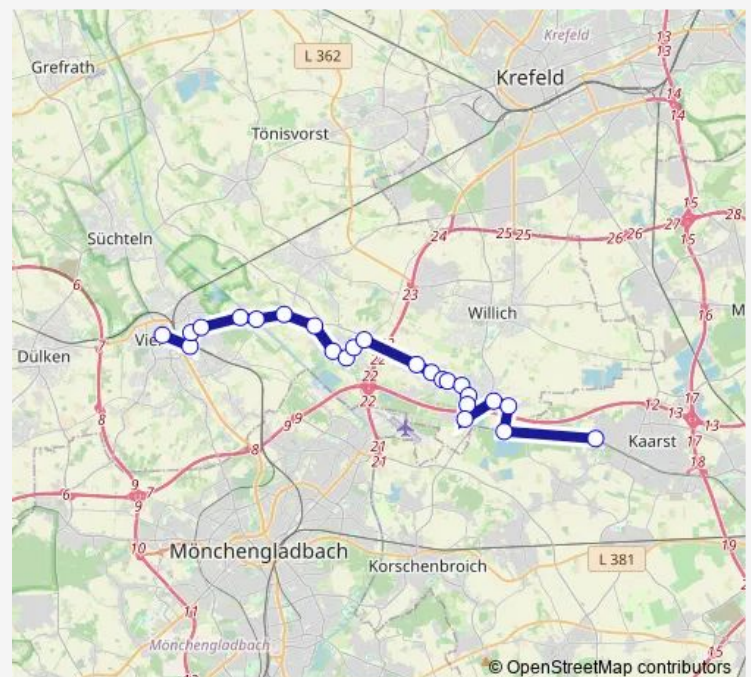 Krefeld
Grefrath
L 362
Krefeld
13
13
14
14
Tönisvorst
15
27
15
28
Süchteln
24
25
25
26
26
6
23
16
M
Willich
Vie
7
Dülken
22
22
22
12
13
17
13
17
8
9
9
8
Kaarst
18
21
21
6
9
7
9
19
10
Mönchengladbach
Korschenbroich
L 381
11
Mönchengladbach
15
© OpenStreetMap contributors